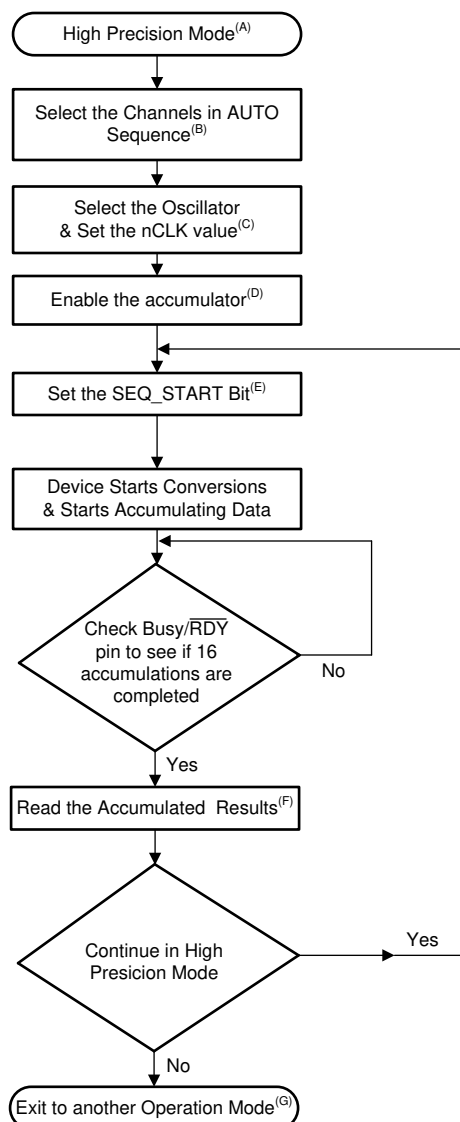 High Precision Mode(A)
Select the Channels in AUTO
Sequence(B)
Select the Oscillator
& Set the nCLK value(C)
Enable the accumulator(D)
Set the SEQ_START Bit(E)
Device Starts Conversions
& Starts Accumulating Data
Check Busy/RDY
pin to see if 16
accumulations are
completed
No
Yes
Read the Accumulated Results(F)
Continue in High
Presicion Mode
Yes
No
Exit to another Operation Mode(G)